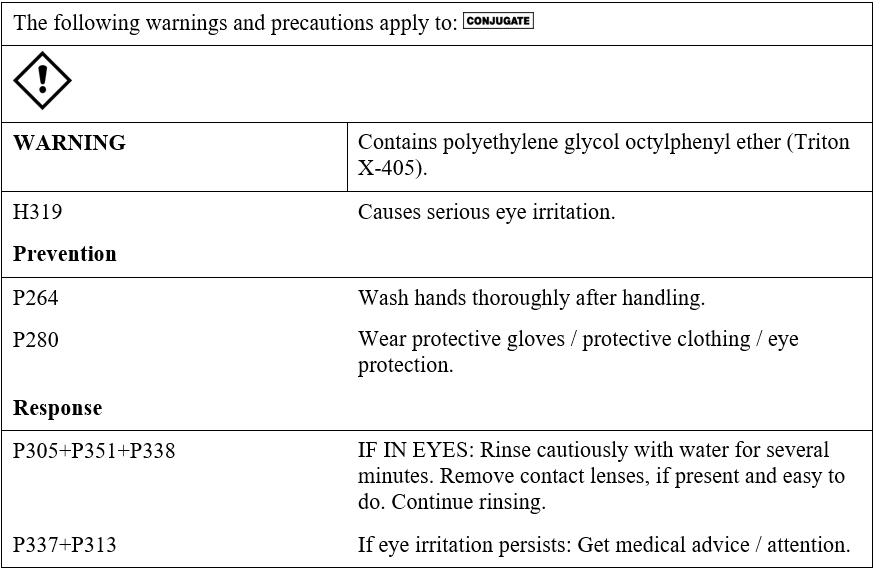 The following warnings and precautions apply to: CONJUGATE
!
WARNING
Contains polyethylene glycol octylphenyl ether (Triton
X-405).
H319
Causes serious eye irritation.
Prevention
P264
Wash hands thoroughly after handling.
P280
Wear protective gloves / protective clothing / eye
protection.
Response
P305+P351+P338
IF IN EYES: Rinse cautiously with water for several
minutes. Remove contact lenses, if present and easy to
do. Continue rinsing.
P337+P313
If eye irritation persists: Get medical advice / attention.